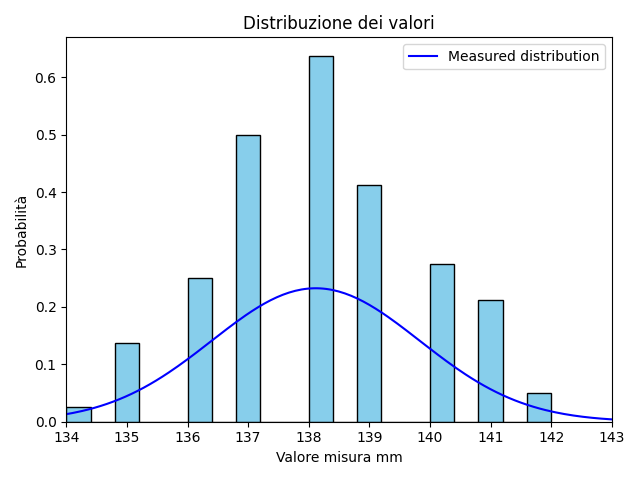 Distribuzione dei valori
Measured distribution
Probabilità
0.6
0.5
0.4
0.3
0.2
0.1
0.0
134 135 136 137 138 139 140 141 142 143
Valore misura mm